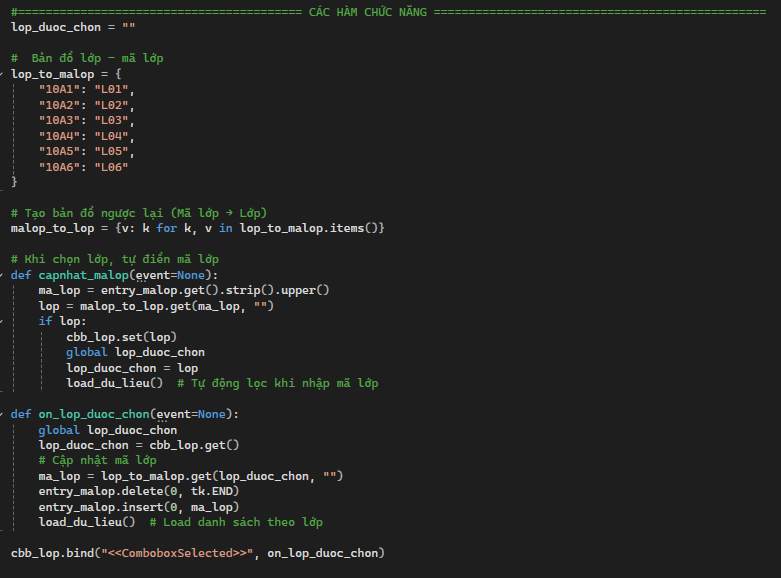 #========================================= CÁC HÀM CHỨC NĂNG ================================================
lop_duoc_chon = ""
#  Bản đồ lớp – mã lớp
lop_to_malop = {
    "10A1": "L01",
    "10A2": "L02",
    "10A3": "L03",
    "10A4": "L04",
    "10A5": "L05",
    "10A6": "L06"
}
# Tạo bản đồ ngược lại (Mã lớp → Lớp)
malop_to_lop = {v: k for k, v in lop_to_malop.items()}
# Khi chọn lớp, tự điền mã lớp
def capnhat_malop(event=None):
    ma_lop = entry_malop.get().strip().upper()
    lop = malop_to_lop.get(ma_lop, "")
    if lop:
        cbb_lop.set(lop)
        global lop_duoc_chon
        lop_duoc_chon = lop
        load_du_lieu()  # Tự động lọc khi nhập mã lớp
def on_lop_duoc_chon(event=None):
    global lop_duoc_chon
    lop_duoc_chon = cbb_lop.get()
    # Cập nhật mã lớp
    ma_lop = lop_to_malop.get(lop_duoc_chon, "")
    entry_malop.delete(0, tk.END)
    entry_malop.insert(0, ma_lop)
    load_du_lieu()  # Load danh sách theo lớp
cbb_lop.bind("<<ComboboxSelected>>", on_lop_duoc_chon)